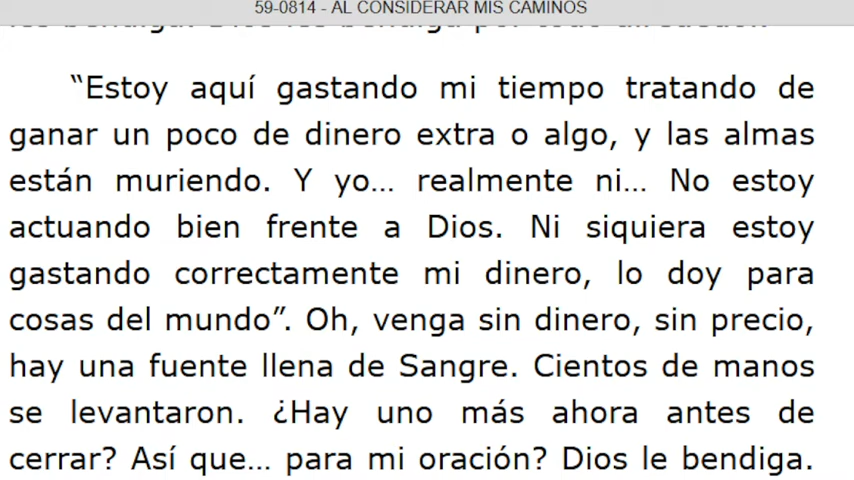 59-0814 - AL CONSIDERAR MIS CAMINOS
“Estoy aquí gastando mi tiempo tratando de
ganar un poco de dinero extra o algo, y las almas
están muriendo. Y yo… realmente ni… No estoy
actuando bien frente a Dios. Ni siquiera estoy
gastando correctamente mi dinero, lo doy para
cosas del mundo”. Oh, venga sin dinero, sin precio,
hay una fuente llena de Sangre. Cientos de manos
se levantaron. ¿Hay uno más ahora antes de
cerrar? Así que… para mi oración? Dios le bendiga.